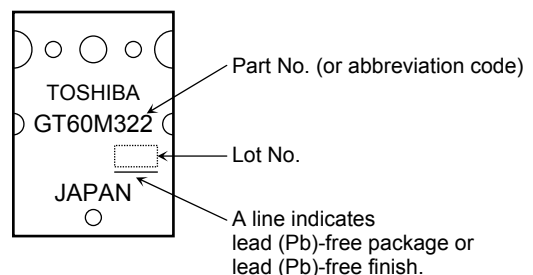 TOSHIBA
GT60M322
JAPAN
Part No. (or abbreviation code)
Lot No.
A line indicates
lead (Pb)-free package or
lead (Pb)-free finish.